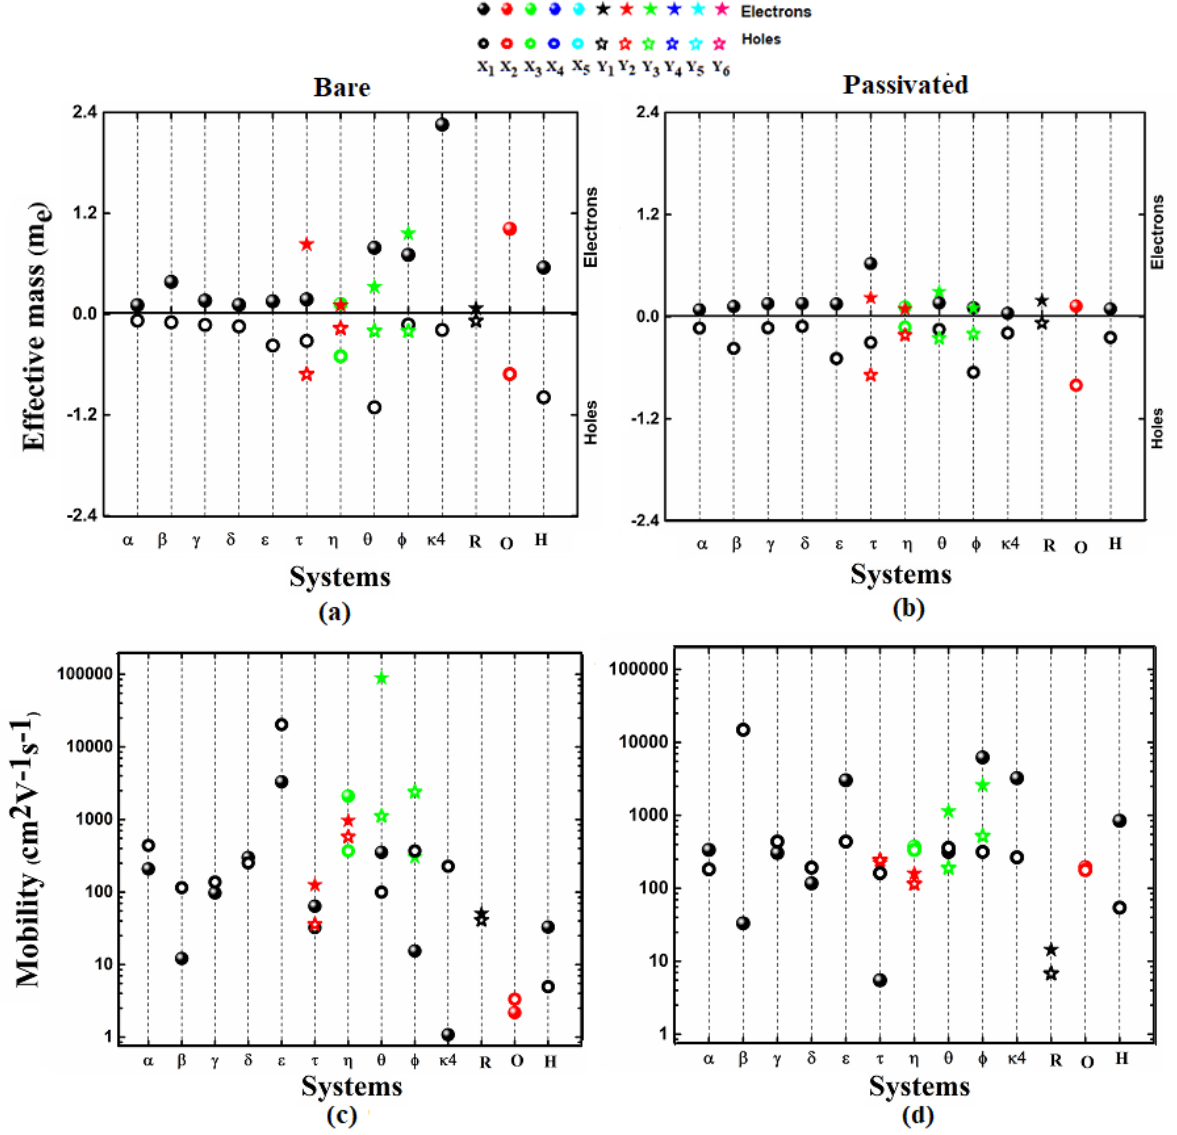 Electrons
Holes
X1 X2 X3 X4 X5 Y1 Y2 Y3 Y4 Y5 Y6
Bare
Passivated
2.4
1.2
0.0
-1.2
-2.4
Effective mass (me)
Electrons
Holes
α β γ δ ε τ η θ ϕ κ4 R O H
Systems
(a)
2.4
1.2
0.0
-1.2
-2.4
Electrons
Holes
α β γ δ ε τ η θ ϕ κ4 R O H
Systems
(b)
100000
10000
1000
100
10
1
Mobility (cm2V-1s-1)
α β γ δ ε τ η θ ϕ κ4 R O H
Systems
(c)
100000
10000
1000
100
10
1
α β γ δ ε τ η θ ϕ κ4 R O H
Systems
(d)